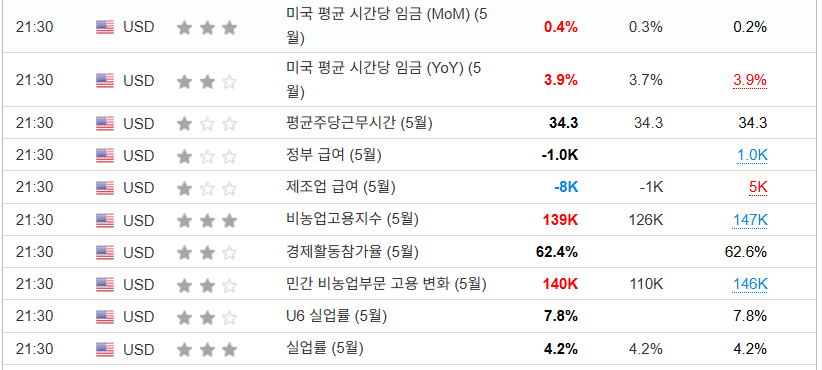 21:30 USD 미국 평균 시간당 임금 (MoM) (5
월) 0.4% 0.3% 0.2%
21:30 USD 미국 평균 시간당 임금 (YoY) (5
월) 3.9% 3.7% 3.9%
21:30 USD 평균주당근무시간 (5월) 34.3 34.3 34.3
21:30 USD 정부 급여 (5월) -1.0K 1.0K
21:30 USD 제조업 급여 (5월) -8K -1K 5K
21:30 USD 비농업고용지수 (5월) 139K 126K 147K
21:30 USD 경제활동참가율 (5월) 62.4% 62.6%
21:30 USD 민간 비농업부문 고용 변화 (5월) 140K 110K 146K
21:30 USD U6 실업률 (5월) 7.8% 7.8%
21:30 USD 실업률 (5월) 4.2% 4.2% 4.2%